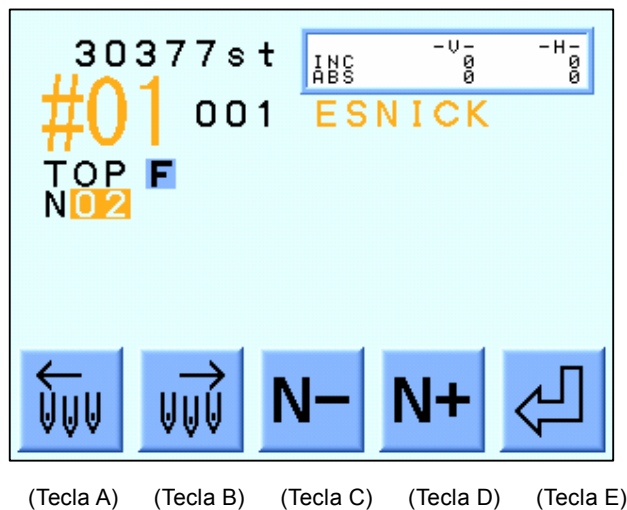 30377st
-V- -H-
INC 0 0
ABS 0 0
#01 001 ESNICK
TOP F
N02
N- N+
(Tecla A) (Tecla B) (Tecla C) (Tecla D) (Tecla E)